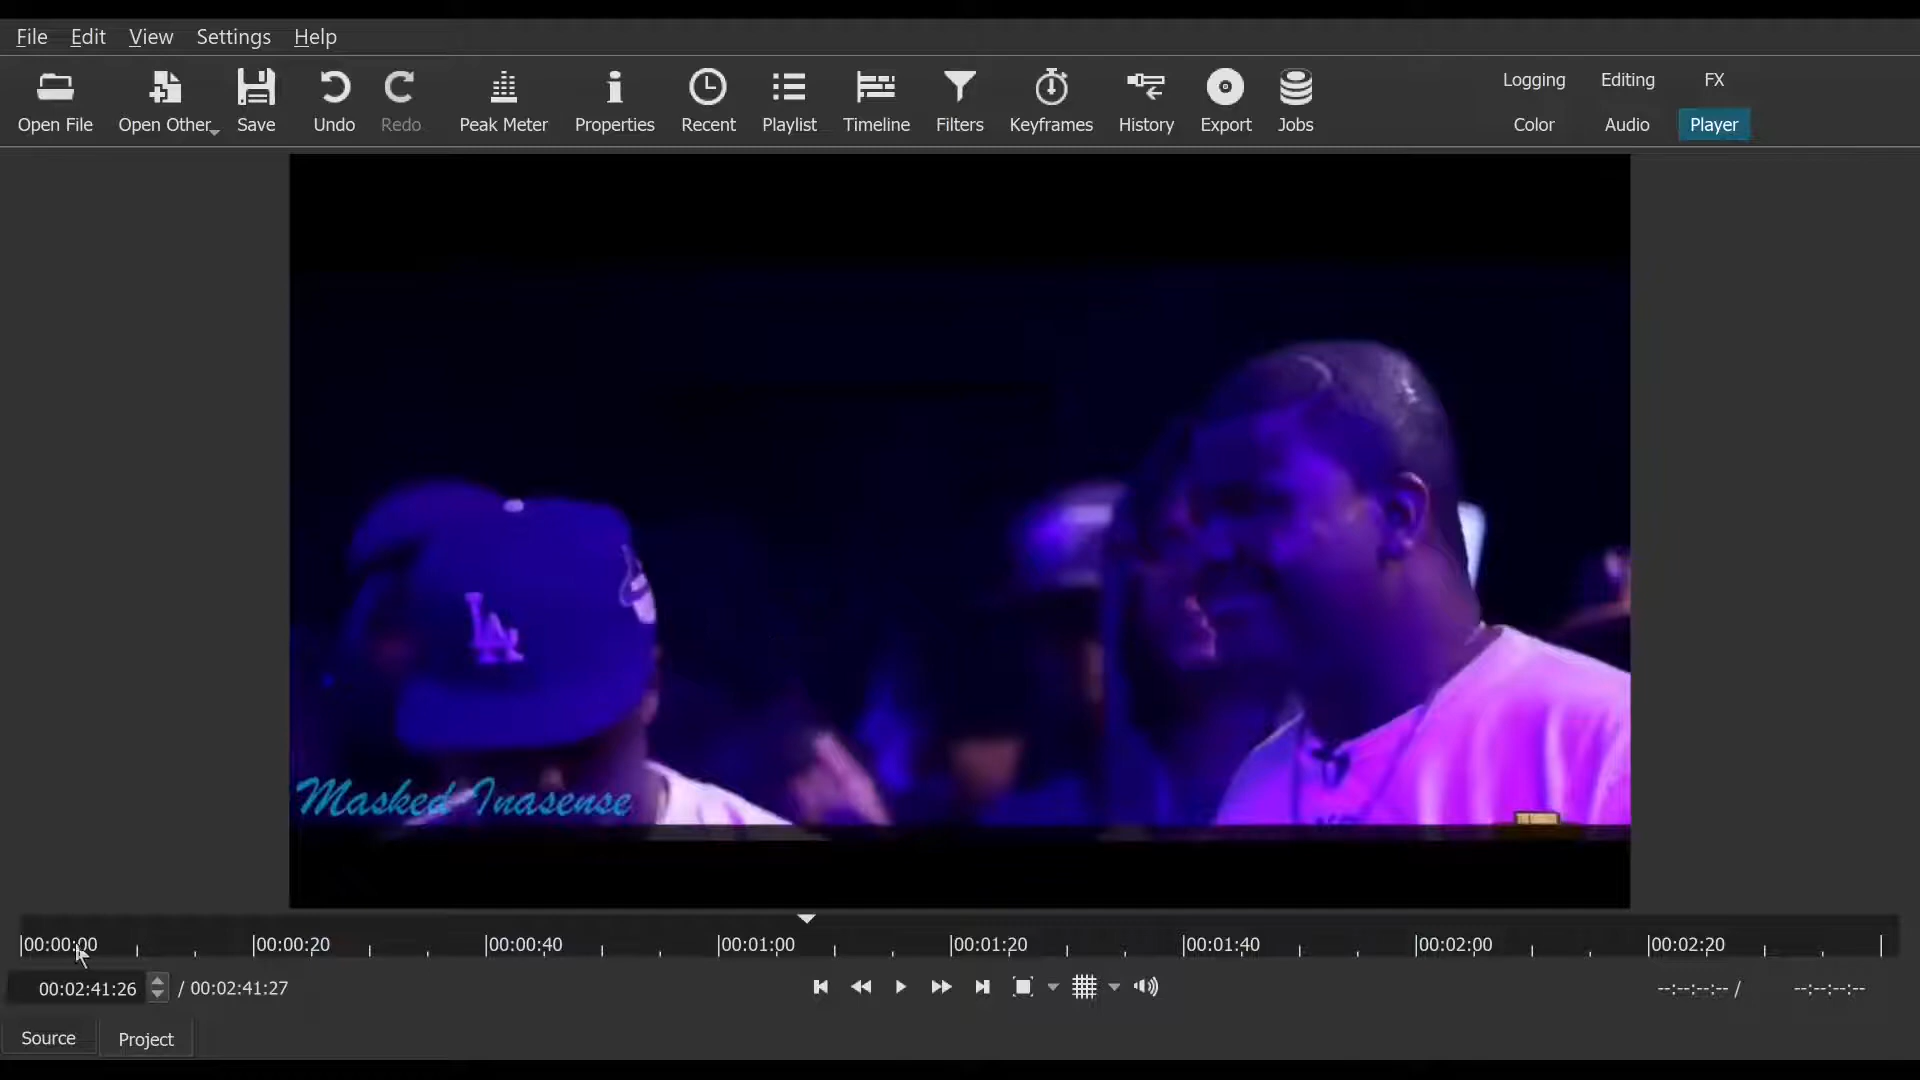 File Edit View Settings Help
Open File Open Other Save Undo Redo Peak Meter Properties Recent Playlist Timeline Filters Keyframes History Export Jobs
Logging Editing FX
Color Audio Player
LA
Masked Inasense
00:00:00 00:00:20 00:00:40 00:01:00 00:01:20 00:01:40 00:02:00 00:02:20
00:02:41:26 / 00:02:41:27 --:--:--:-- / --:--:--:--
Source Project